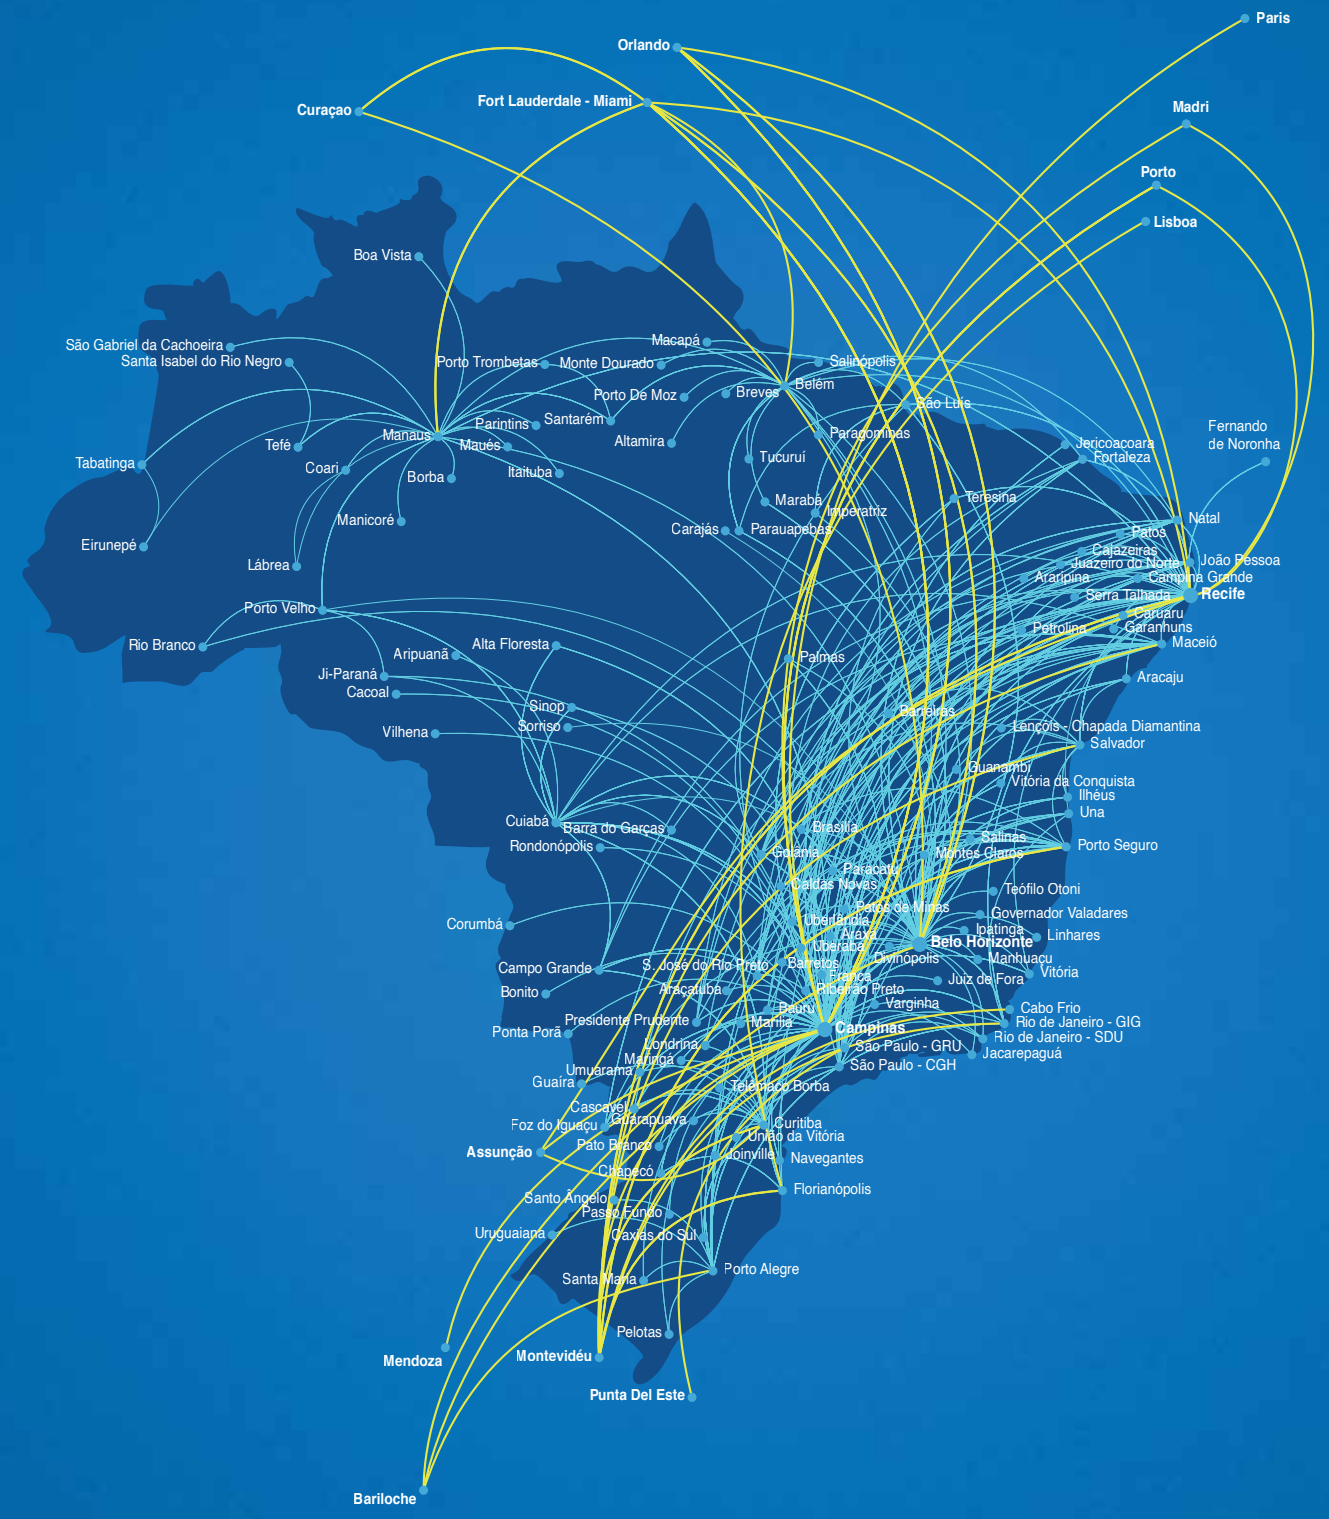 Paris
Orlando
Fort Lauderdale - Miami
Curaçao
Madri
Porto
Lisboa
Boa Vista
São Gabriel da Cachoeira
Santa Isabel do Rio Negro
Macapá
Porto Trombetas
Monte Dourado
Salinópolis
Porto De Moz
Breves
Belém
São Luís
Parintins
Santarém
Manaus
Maués
Altamira
Paragominas
Fernando
de Noronha
Jericoacoara
Fortaleza
Tefé
Tabatinga
Coari
Borba
Itaituba
Tucuruí
Marabá
Teresina
Imperatriz
Manicoré
Carajás
Parauapebas
Natal
Patos
Eirunepé
Lábrea
Cajazeiras
Juazeiro do Norte
João Pessoa
Araripina
Campina Grande
Serra Talhada
Recife
Porto Velho
Caruaru
Petrolina
Garanhuns
Rio Branco
Aripuanã
Alta Floresta
Palmas
Maceió
Ji-Paraná
Cacoal
Aracaju
Sinop
Sorriso
Barreiras
Vilhena
Lençóis - Chapada Diamantina
Salvador
Guanambi
Vitória da Conquista
Ilhéus
Una
Cuiabá
Barra do Garças
Brasília
Rondonópolis
Goiania
Salinas
Montes Claros
Porto Seguro
Paracatu
Caldas Novas
Teófilo Otoni
Patos de Minas
Governador Valadares
Corumbá
Uberlândia
Araxá
Ipatinga
Linhares
Uberaba
Belo Horizonte
Divinópolis
Manhuaçu
Campo Grande
S. José do Rio Preto
Barretos
Franca
Vitória
Juiz de Fora
Bonito
Araçatuba
Ribeirão Preto
Varginha
Bauru
Cabo Frio
Presidente Prudente
Marília
Campinas
Rio de Janeiro - GIG
Ponta Porã
Rio de Janeiro - SDU
Londrina
São Paulo - GRU
Jacarepaguá
Maringá
São Paulo - CGH
Umuarama
Guaíra
Telêmaco Borba
Cascavel
Foz do Iguaçu
Guarapuava
Curitiba
União da Vitória
Assunção
Pato Branco
Joinville
Navegantes
Chapecó
Florianópolis
Santo Ângelo
Passo Fundo
Uruguaiana
Caxias do Sul
Santa Maria
Porto Alegre
Pelotas
Mendoza
Montevidéu
Punta Del Este
Bariloche